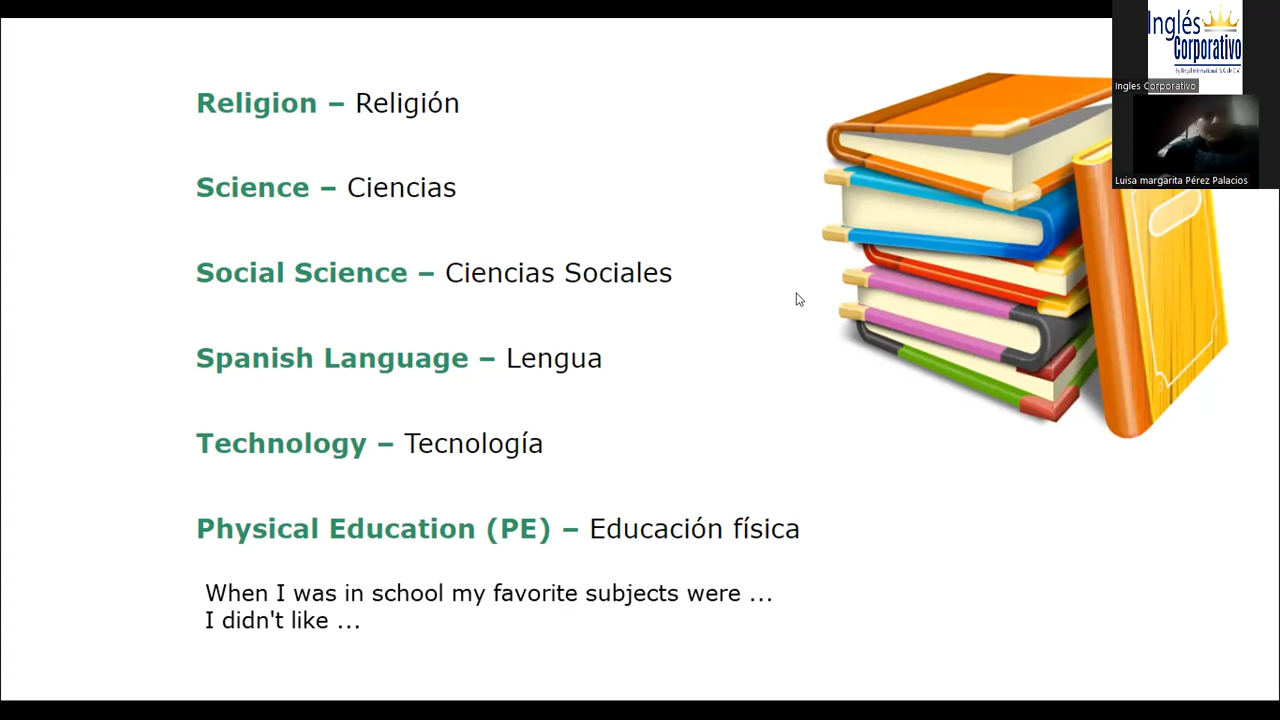 Inglés
Corporativo
Ingles Corporativo
Luisa margarita Pérez Palacios
Religion – Religión
Science – Ciencias
Social Science – Ciencias Sociales
Spanish Language – Lengua
Technology – Tecnología
Physical Education (PE) – Educación física
When I was in school my favorite subjects were ...
I didn't like ...